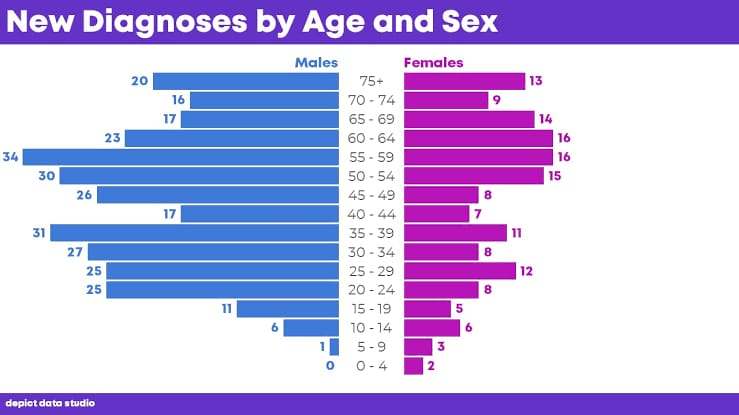 New Diagnoses by Age and Sex
Males Females
20 75+ 13
16 70 - 74 9
17 65 - 69 14
23 60 - 64 16
34 55 - 59 16
30 50 - 54 15
26 45 - 49 8
17 40 - 44 7
31 35 - 39 11
27 30 - 34 8
25 25 - 29 12
25 20 - 24 8
11 15 - 19 5
6 10 - 14 6
1 5 - 9 3
0 0 - 4 2
depict data studio